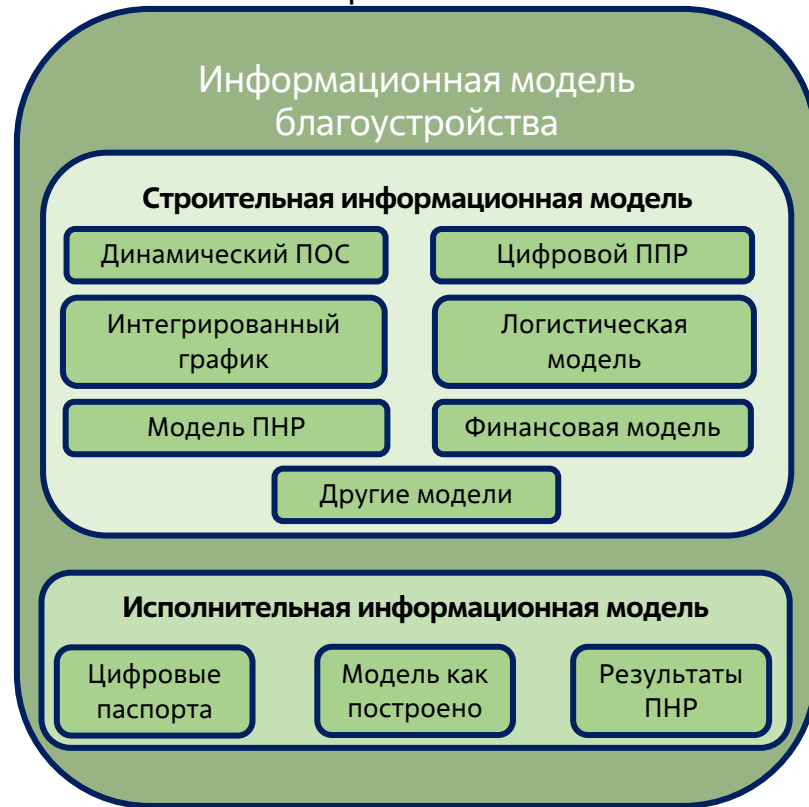 Информационная модель
благоустройства
Строительная информационная модель
Динамический ПОС
Цифровой ППР
Интегрированный
график
Логистическая
модель
Модель ПНР
Финансовая модель
Другие модели
Исполнительная информационная модель
Цифровые
паспорта
Модель как
построено
Результаты
ПНР